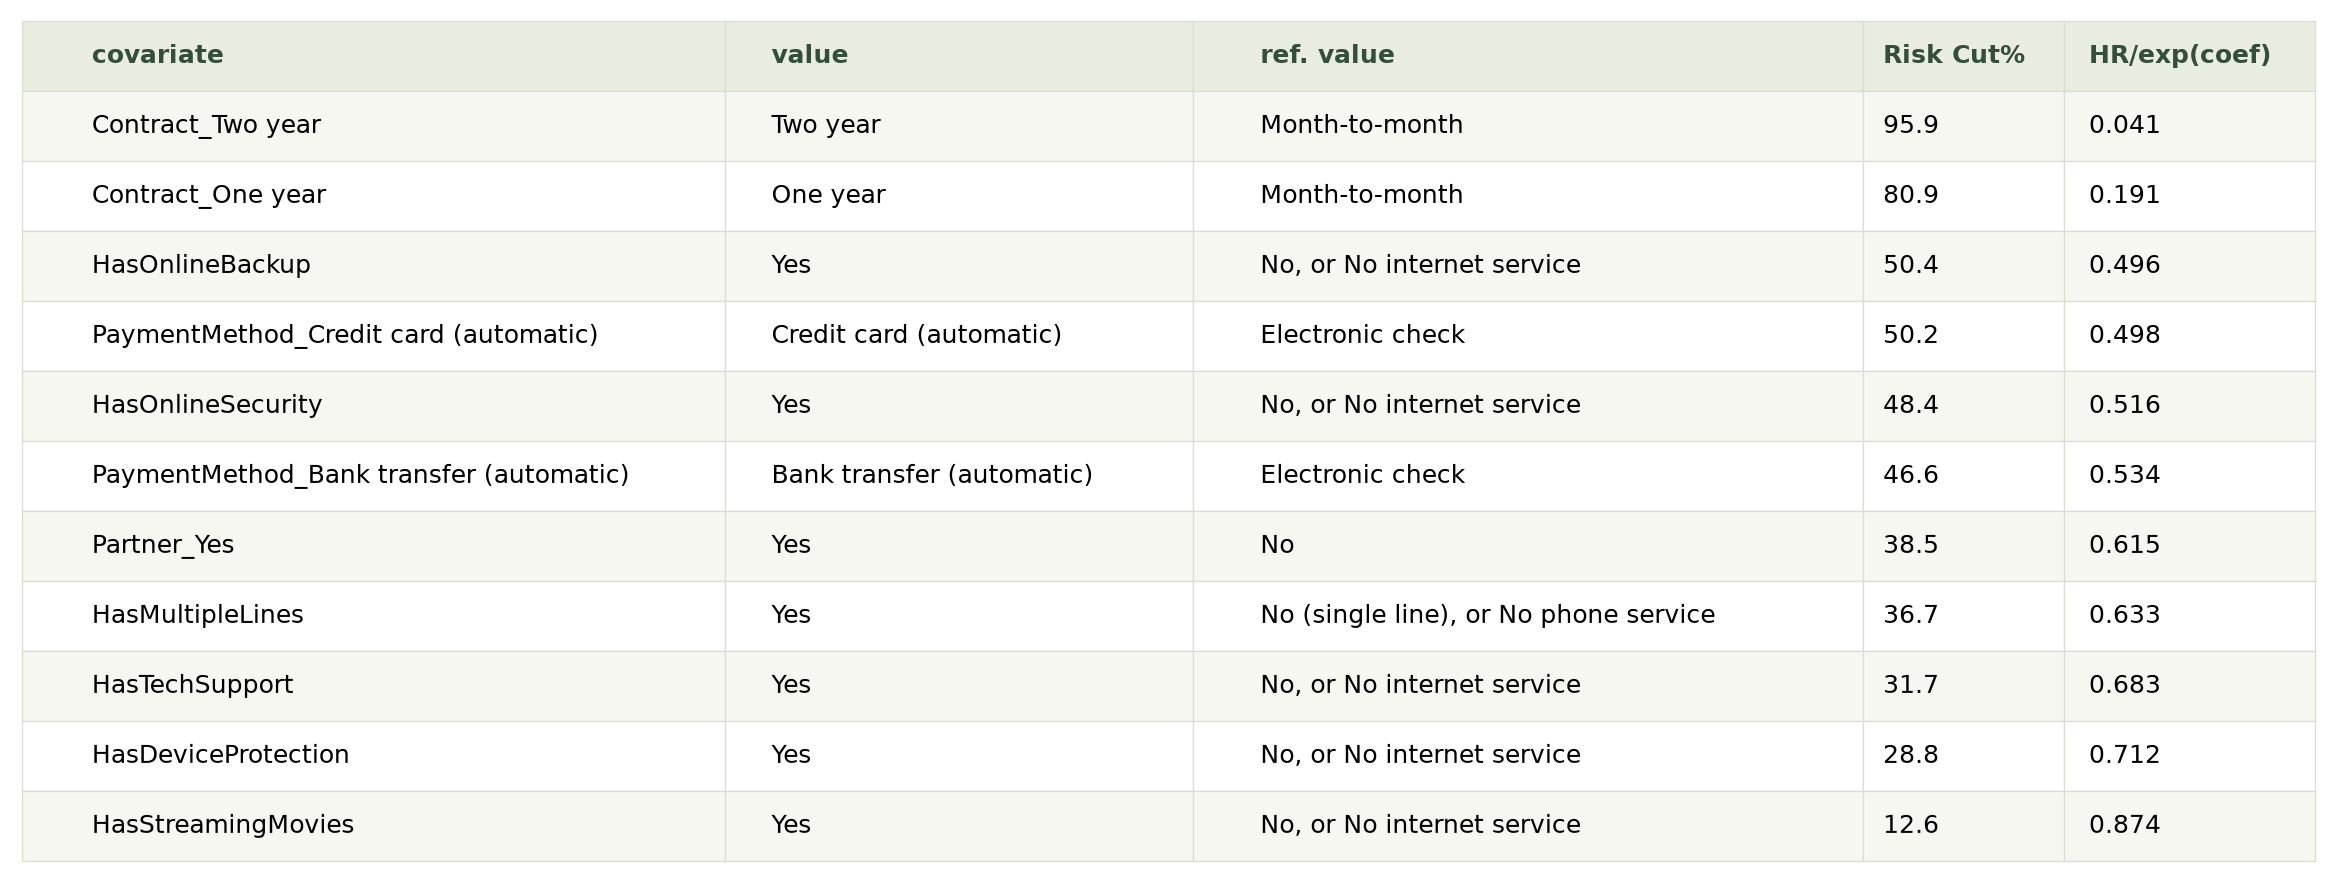 covariate value ref. value Risk Cut% HR/exp(coef)
Contract_Two year Two year Month-to-month 95.9 0.041
Contract_One year One year Month-to-month 80.9 0.191
HasOnlineBackup Yes No, or No internet service 50.4 0.496
PaymentMethod_Credit card (automatic) Credit card (automatic) Electronic check 50.2 0.498
HasOnlineSecurity Yes No, or No internet service 48.4 0.516
PaymentMethod_Bank transfer (automatic) Bank transfer (automatic) Electronic check 46.6 0.534
Partner_Yes Yes No 38.5 0.615
HasMultipleLines Yes No (single line), or No phone service 36.7 0.633
HasTechSupport Yes No, or No internet service 31.7 0.683
HasDeviceProtection Yes No, or No internet service 28.8 0.712
HasStreamingMovies Yes No, or No internet service 12.6 0.874